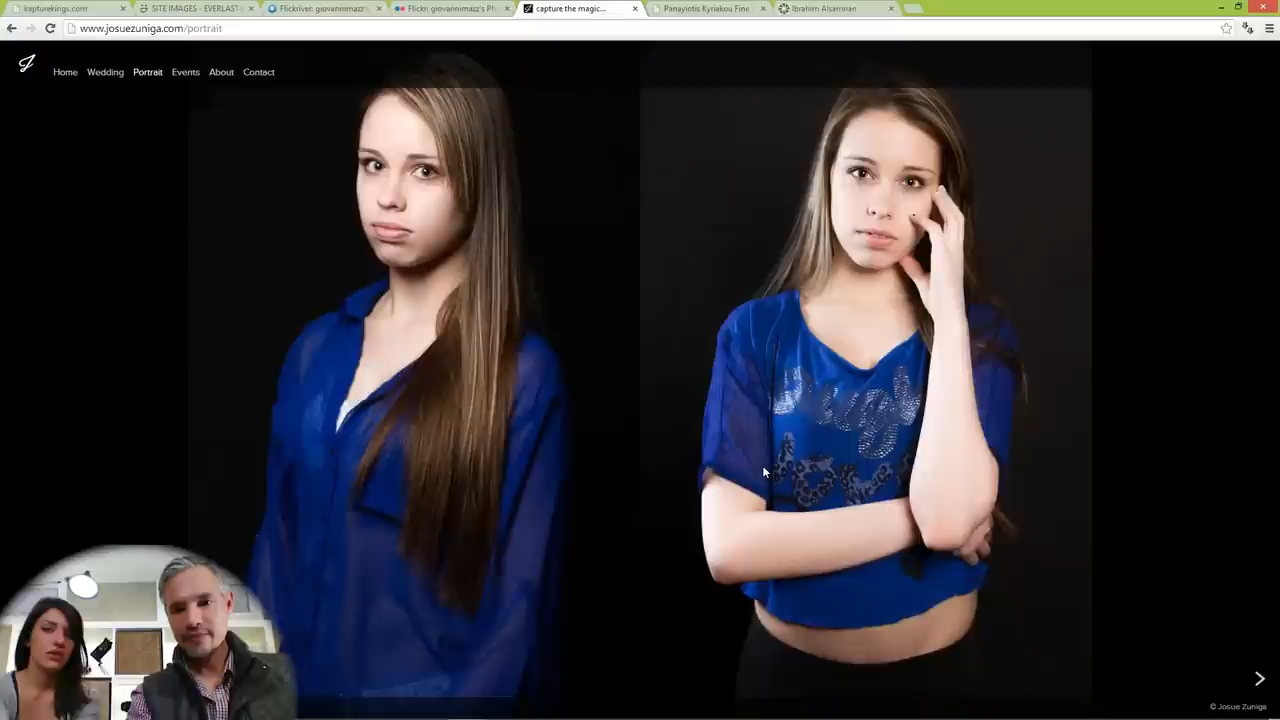 kapturekings.com
SITE IMAGES - EVERLAST
Flickriver: giovannimazz's
Flickr: giovannimazz's Ph
capture the magic...
Panayiotis Kyriakou Fine
Ibrahim Alsamnan
www.josuezuniga.com/portrait
Home Wedding Portrait Events About Contact
© Josue Zuniga